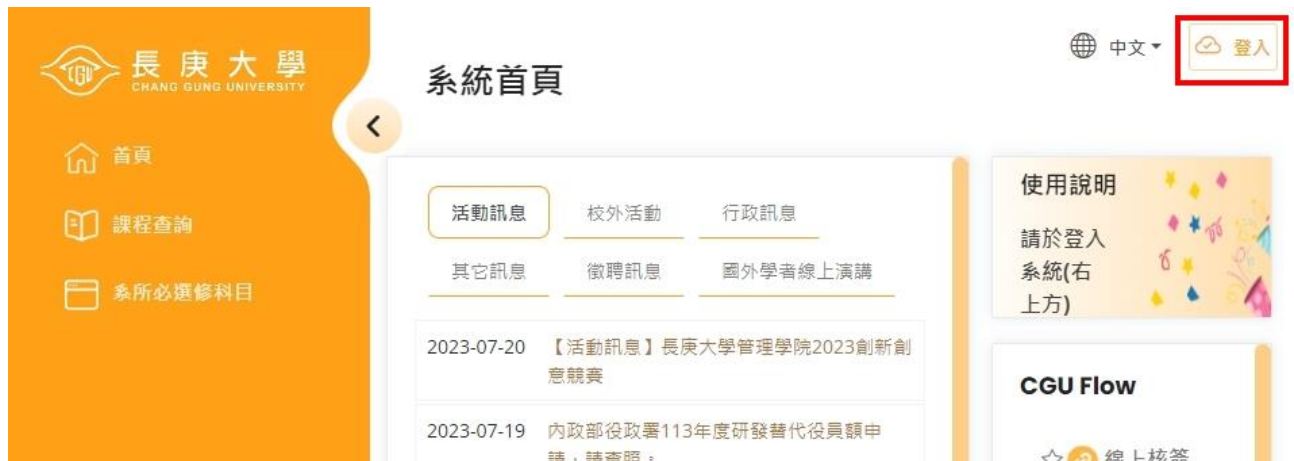 長庚大學
CHANG GUNG UNIVERSITY
首頁
課程查詢
系所必選修科目
系統首頁
中文
登入
活動訊息 校外活動 行政訊息
其它訊息 徵聘訊息 國外學者線上演講
2023-07-20 【活動訊息】長庚大學管理學院2023創新創
意競賽
2023-07-19 內政部役政署113年度研發替代役員額申
請，請查照。
使用說明
請於登入
系統(右
上方)
CGU Flow
線上核簽